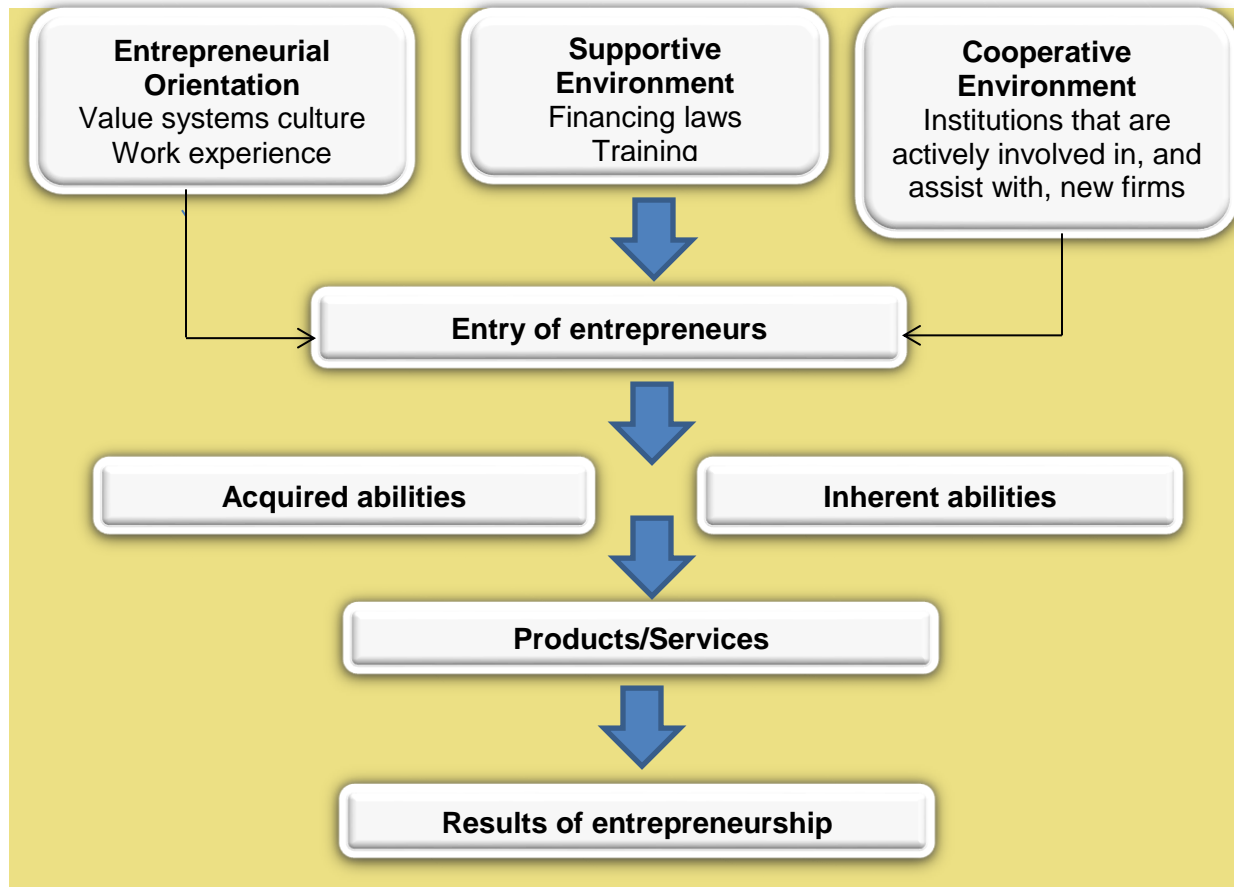 Entrepreneurial
Orientation
Value systems culture
Work experience
Supportive
Environment
Financing laws
Training
Cooperative
Environment
Institutions that are
actively involved in, and
assist with, new firms
Entry of entrepreneurs
Acquired abilities
Inherent abilities
Products/Services
Results of entrepreneurship